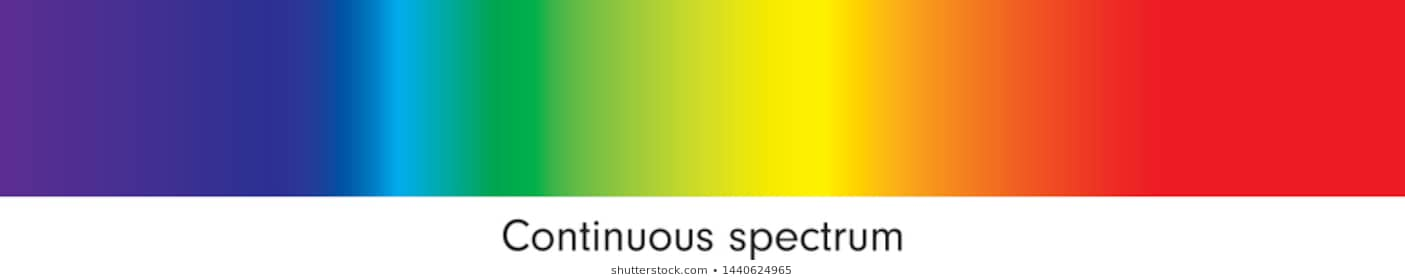 Continuous spectrum
shutterstock.com • 1440624965